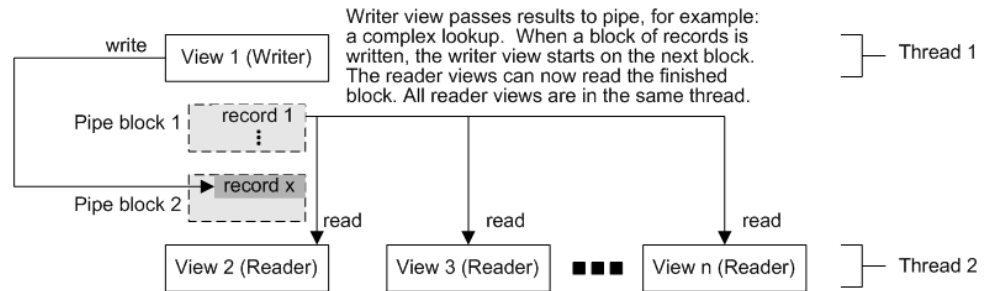 Writer view passes results to pipe, for example:
a complex lookup.  When a block of records is
written, the writer view starts on the next block.
The reader views can now read the finished
block. All reader views are in the same thread.
write
View 1 (Writer)
Thread 1
Pipe block 1
record 1
record x
Pipe block 2
read
read
read
View 2 (Reader)
View 3 (Reader)
View n (Reader)
Thread 2